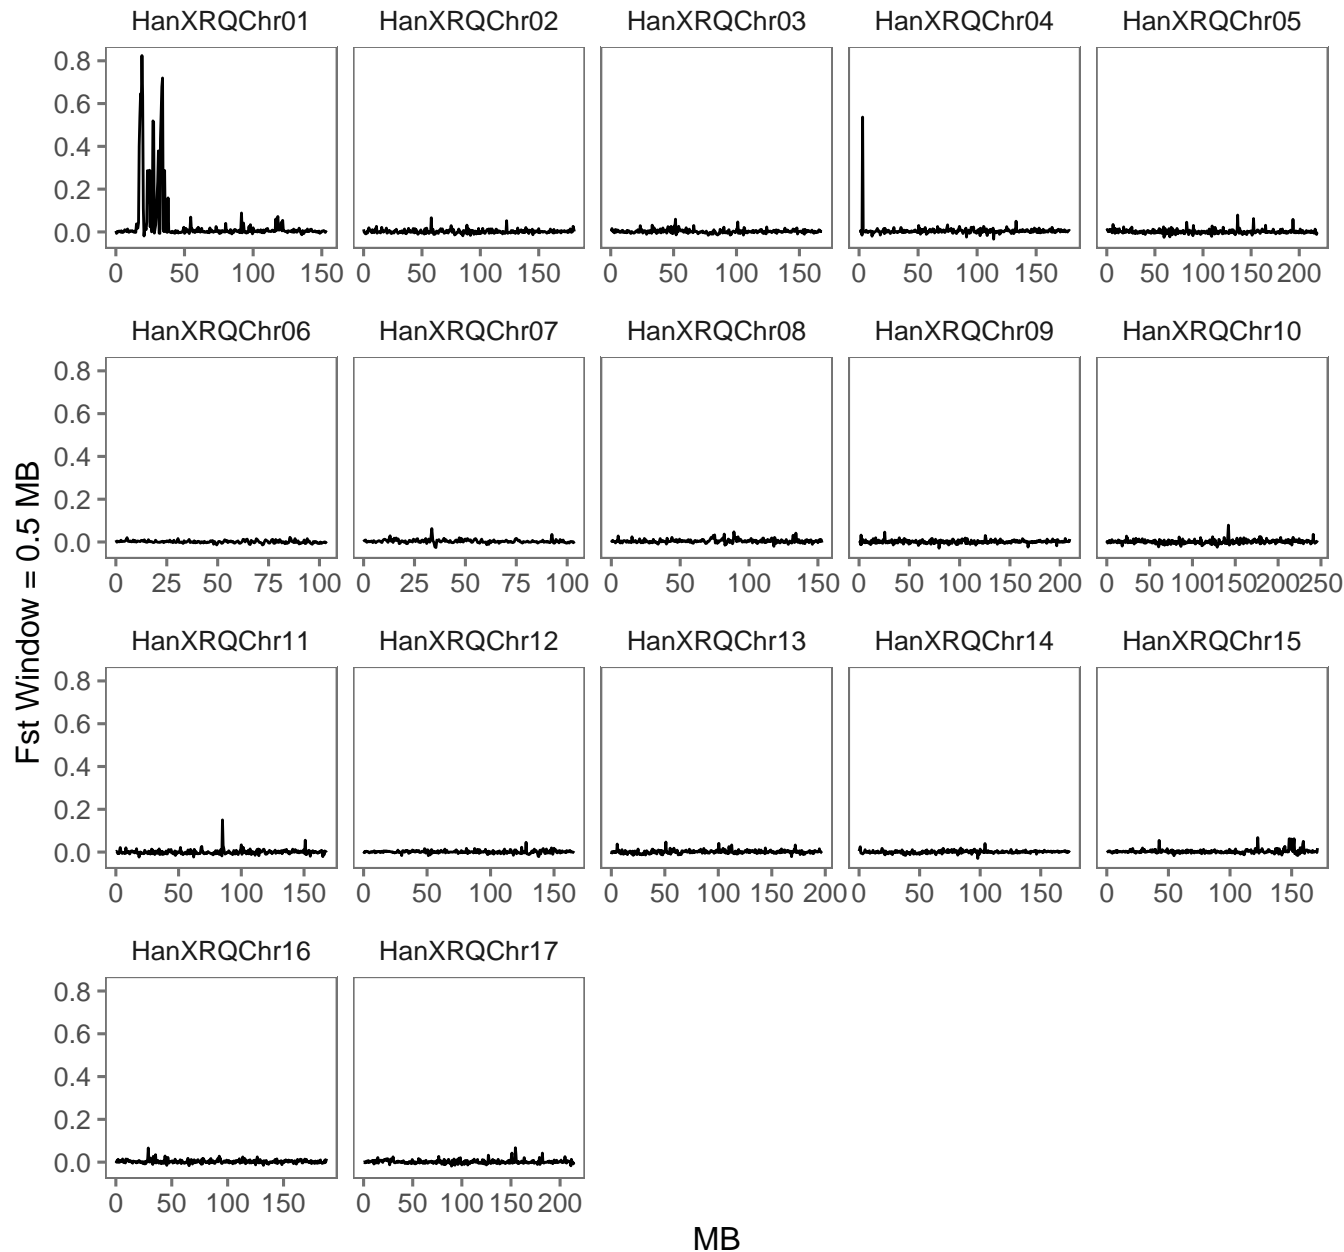 HanXRQChr01 HanXRQChr02 HanXRQChr03 HanXRQChr04 HanXRQChr05
0.8
0.6
0.4
0.2
0.0
0 50 100 150 0 50 100 150 0 50 100 150 0 50 100 150 0 50 100 150 200
HanXRQChr06 HanXRQChr07 HanXRQChr08 HanXRQChr09 HanXRQChr10
0.8
0.6
0.4
0.2
0.0
0 25 50 75 100 0 25 50 75 100 0 50 100 150 0 50 100 150 200 0 50 100 150 200 250
Fst Window = 0.5 MB
HanXRQChr11 HanXRQChr12 HanXRQChr13 HanXRQChr14 HanXRQChr15
0.8
0.6
0.4
0.2
0.0
0 50 100 150 0 50 100 150 0 50 100 150 200 0 50 100 150 0 50 100 150
HanXRQChr16 HanXRQChr17
0.8
0.6
0.4
0.2
0.0
0 50 100 150 0 50 100 150 200
MB